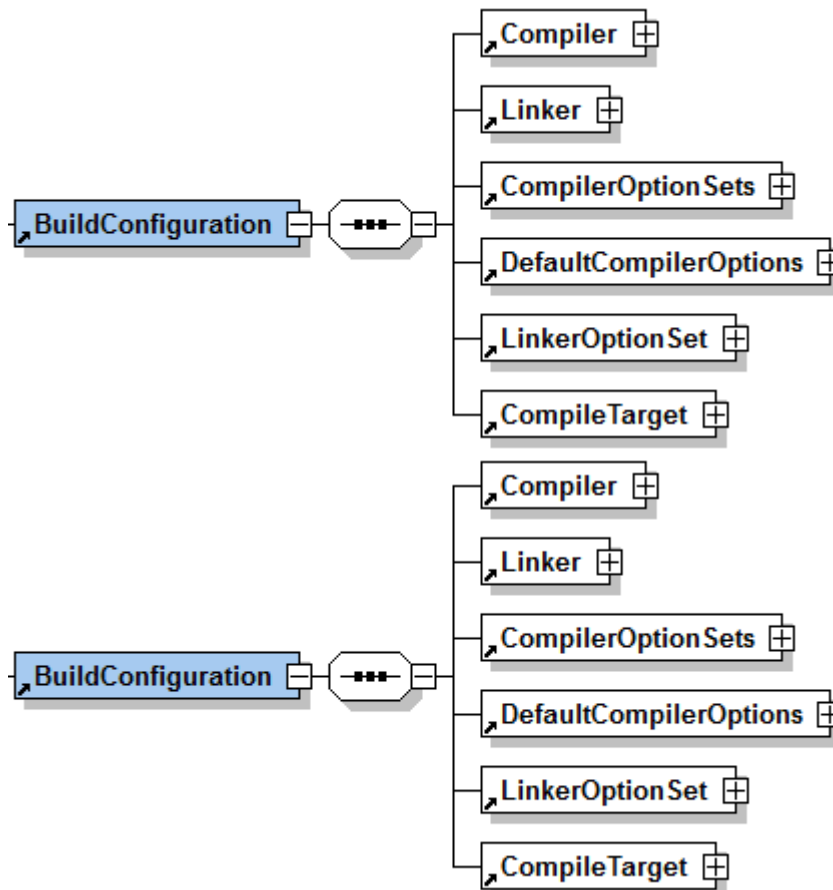 Compiler
Linker
CompilerOptionSets
BuildConfiguration
DefaultCompilerOptions
LinkerOptionSet
CompileTarget
Compiler
Linker
CompilerOptionSets
BuildConfiguration
DefaultCompilerOptions
LinkerOptionSet
CompileTarget